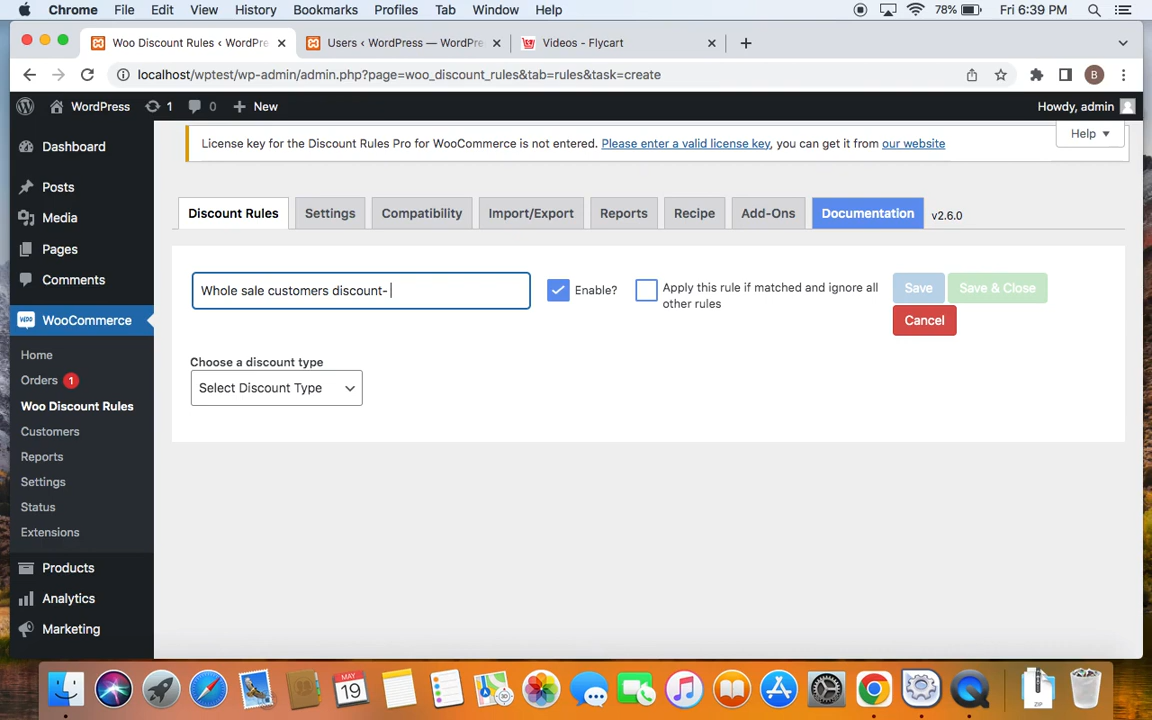 Chrome File Edit View History Bookmarks Profiles Tab Window Help 78% Fri 6:39 PM
Woo Discount Rules ‹ WordPre Users ‹ WordPress — WordPre Videos - Flycart
localhost/wptest/wp-admin/admin.php?page=woo_discount_rules&tab=rules&task=create B
WordPress 1 0 New Howdy, admin
Help
License key for the Discount Rules Pro for WooCommerce is not entered. Please enter a valid license key, you can get it from our website
Dashboard
Posts
Media
Pages
Comments
WooCommerce
Home
Orders 1
Woo Discount Rules
Customers
Reports
Settings
Status
Extensions
Products
Analytics
Marketing
Discount Rules Settings Compatibility Import/Export Reports Recipe Add-Ons Documentation v2.6.0
Whole sale customers discount- Enable? Apply this rule if matched and ignore all
other rules
Save Save & Close
Cancel
Choose a discount type
Select Discount Type
MAY
19
ZIP